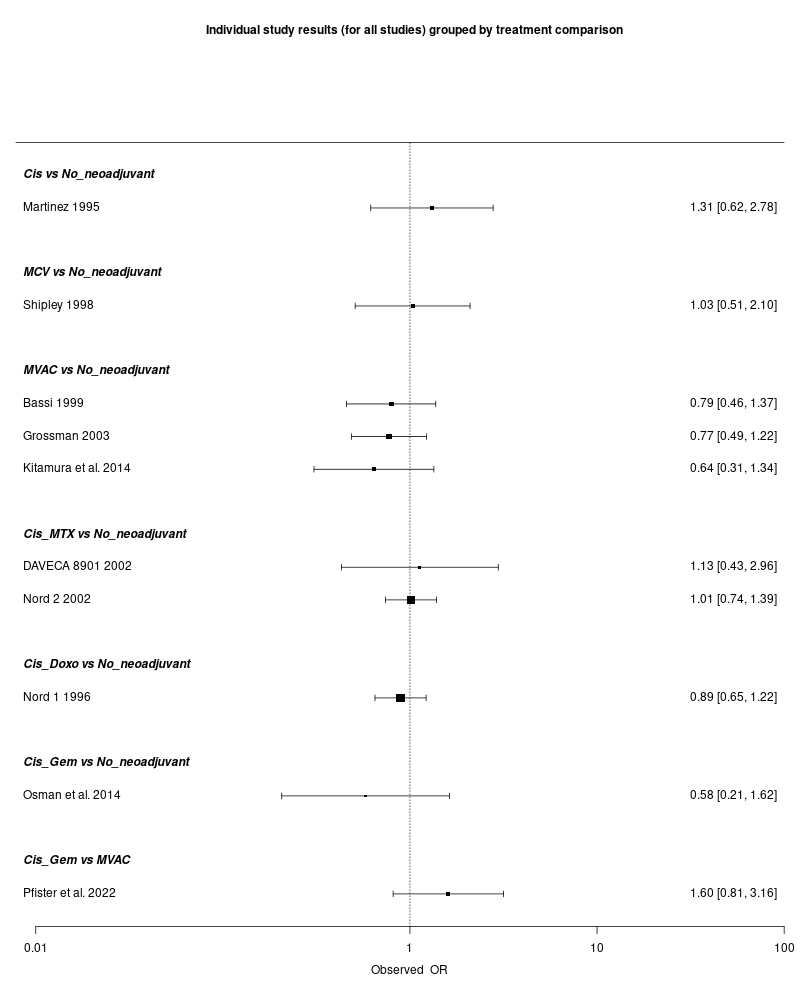 Individual study results (for all studies) grouped by treatment comparison
Cis vs No_neoadjuvant
Martinez 1995 1.31 [0.62, 2.78]
MCV vs No_neoadjuvant
Shipley 1998 1.03 [0.51, 2.10]
MVAC vs No_neoadjuvant
Bassi 1999 0.79 [0.46, 1.37]
Grossman 2003 0.77 [0.49, 1.22]
Kitamura et al. 2014 0.64 [0.31, 1.34]
Cis_MTX vs No_neoadjuvant
DAVECA 8901 2002 1.13 [0.43, 2.96]
Nord 2 2002 1.01 [0.74, 1.39]
Cis_Doxo vs No_neoadjuvant
Nord 1 1996 0.89 [0.65, 1.22]
Cis_Gem vs No_neoadjuvant
Osman et al. 2014 0.58 [0.21, 1.62]
Cis_Gem vs MVAC
Pfister et al. 2022 1.60 [0.81, 3.16]
0.01 1 10 100
Observed OR